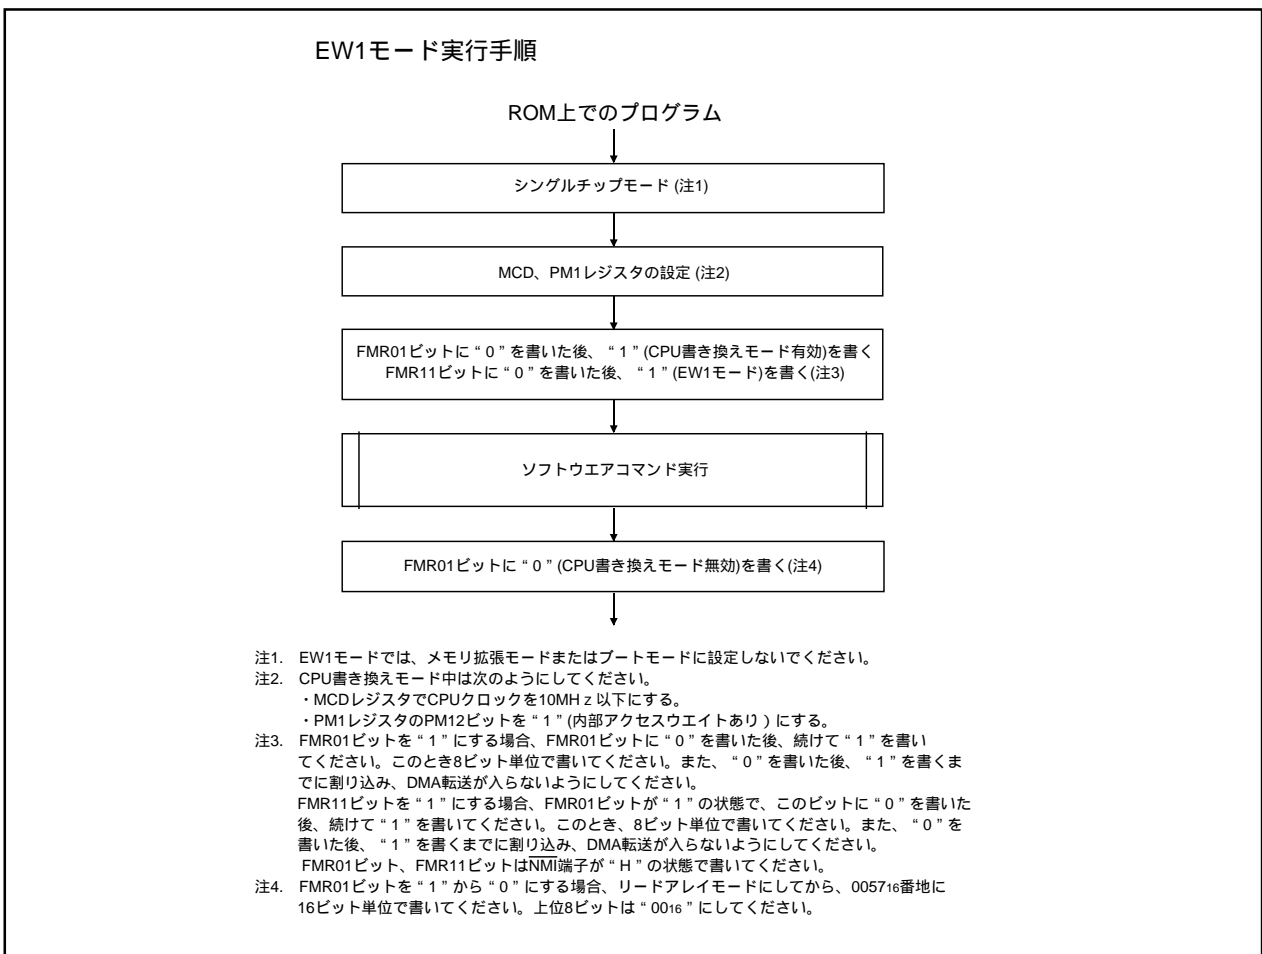 EW1モード実行手順
ROM上でのプログラム
シングルチップモード (注1)
MCD、PM1レジスタの設定 (注2)
FMR01ビットに “ 0 ” を書いた後、 “ 1 ” (CPU書き換えモード有効)を書く
FMR11ビットに “ 0 ” を書いた後、 “ 1 ” (EW1モード)を書く(注3)
ソフトウエアコマンド実行
FMR01ビットに “ 0 ” (CPU書き換えモード無効)を書く(注4)
注1. EW1モードでは、メモリ拡張モードまたはブートモードに設定しないでください。
注2. CPU書き換えモード中は次のようにしてください。
・MCDレジスタでCPUクロックを10MHz以下にする。
・PM1レジスタのPM12ビットを “ 1 ” (内部アクセスウエイトあり)にする。
注3. FMR01ビットを “ 1 ” にする場合、FMR01ビットに “ 0 ” を書いた後、続けて “ 1 ” を書い
てください。このとき8ビット単位で書いてください。また、 “ 0 ” を書いた後、 “ 1 ” を書くま
でに割り込み、DMA転送が入らないようにしてください。
FMR11ビットを “ 1 ” にする場合、FMR01ビットが “ 1 ” の状態で、このビットに “ 0 ” を書いた
後、続けて “ 1 ” を書いてください。このとき、8ビット単位で書いてください。また、 “ 0 ” を
書いた後、 “ 1 ” を書くまでに割り込み、DMA転送が入らないようにしてください。
FMR01ビット、FMR11ビットはNMI端子が “ H ” の状態で書いてください。
注4. FMR01ビットを “ 1 ” から “ 0 ” にする場合、リードアレイモードにしてから、005716番地に
16ビット単位で書いてください。上位8ビットは “ 0016 ” にしてください。